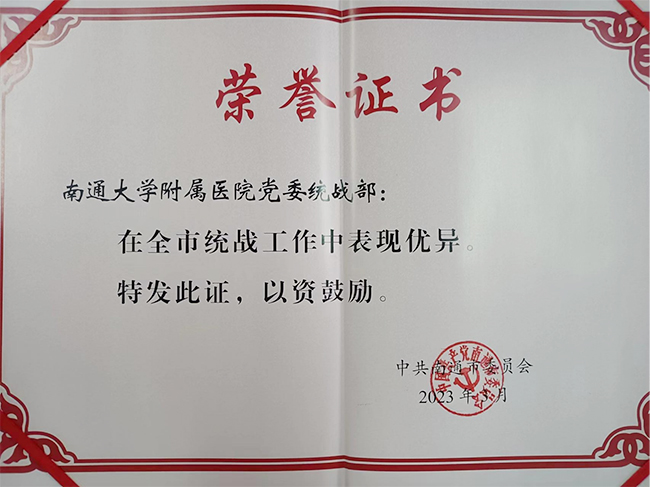 荣誉证书
南通大学附属医院党委统战部：
在全市统战工作中表现优异。
特发此证，以资鼓励。
中共南通市委员会
2023年3月